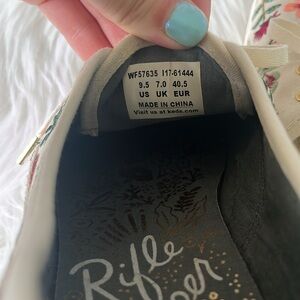 WF57635 I17-61444
9.5 7.0 40.5
US UK EUR
MADE IN CHINA
Visit us at keds.com
Rifle